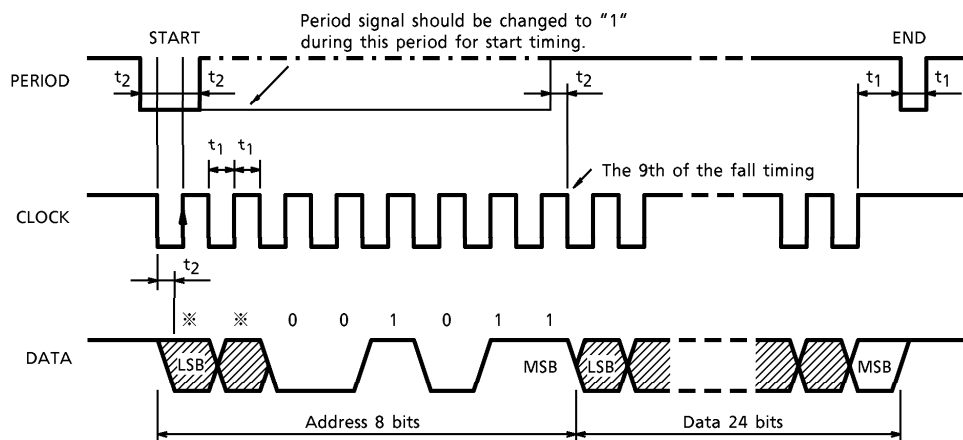 Period signal should be changed to "1"
during this period for start timing.
START
END
PERIOD
t2
t2
t2
t1
t1
t1
t1
The 9th of the fall timing
CLOCK
t2
※ ※ 0 0 1 0 1 1
DATA
LSB
MSB
LSB
MSB
Address 8 bits
Data 24 bits